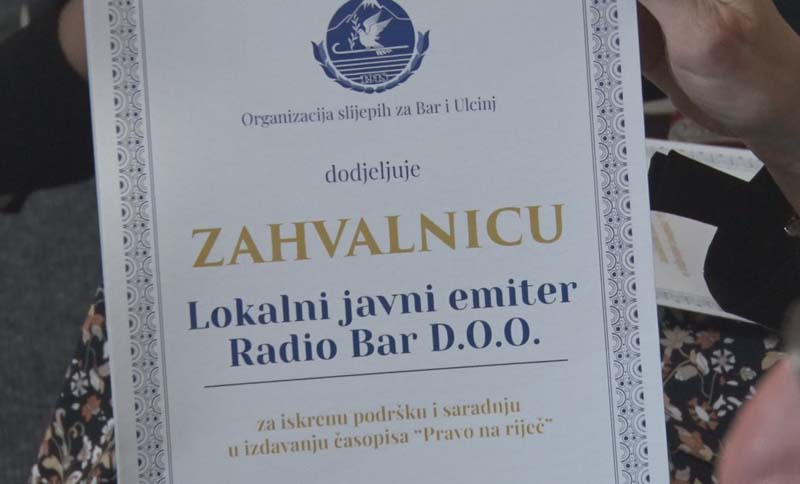 Organizacija slijepih za Bar i Ulcinj
dodjeljuje
ZAHVALNICU
Lokalni javni emiter
Radio Bar D.O.O.
za iskrenu podršku i saradnju
u izdavanju časopisa "Pravo na riječ"